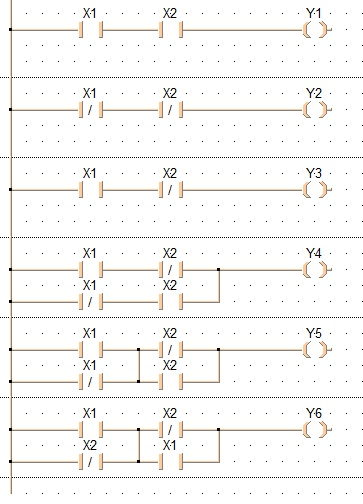 X1 X2 Y1
X1 X2 Y2
/ /
X1 X2 Y3
/
X1 X2 Y4
/
X1 X2
/
X1 X2 Y5
/
X1 X2
/
X1 X2 Y6
/
X2 X1
/